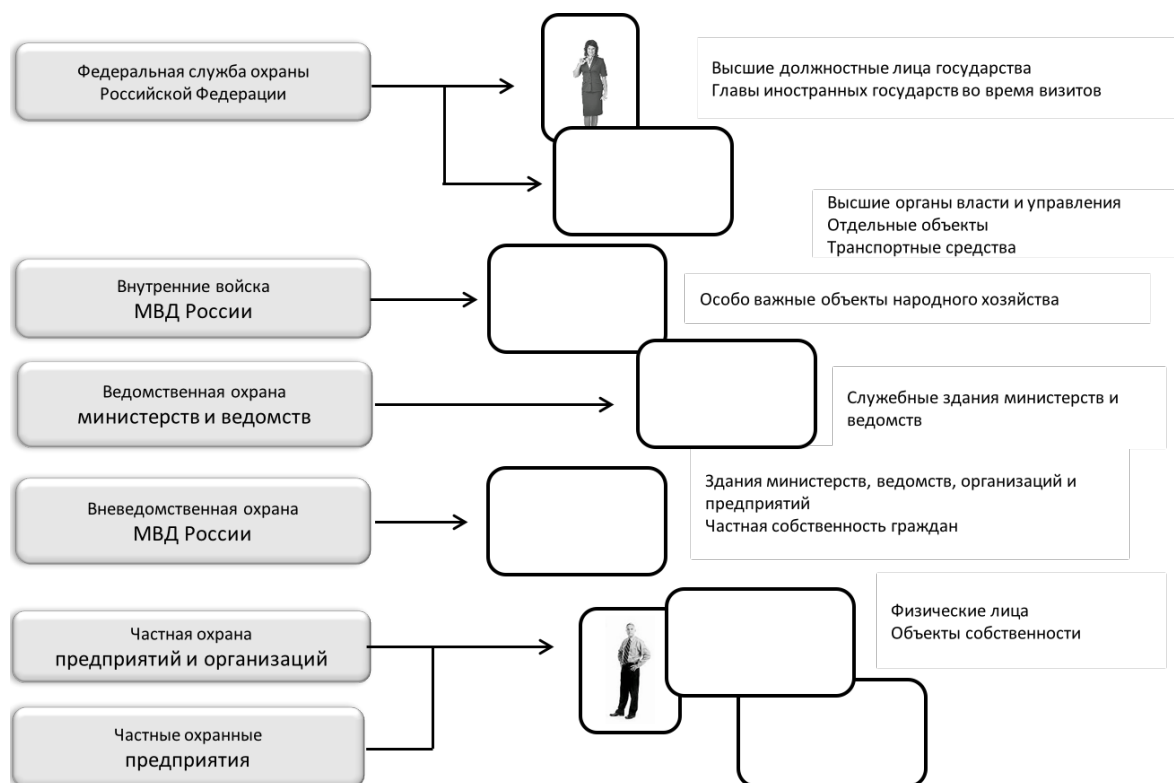 Федеральная служба охраны
Российской Федерации
Высшие должностные лица государства
Главы иностранных государств во время визитов
Высшие органы власти и управления
Отдельные объекты
Транспортные средства
Внутренние войска
МВД России
Особо важные объекты народного хозяйства
Ведомственная охрана
министерств и ведомств
Служебные здания министерств и
ведомств
Вневедомственная охрана
МВД России
Здания министерств, ведомств, организаций и
предприятий
Частная собственность граждан
Частная охрана
предприятий и организаций
Физические лица
Объекты собственности
Частные охранные
предприятия